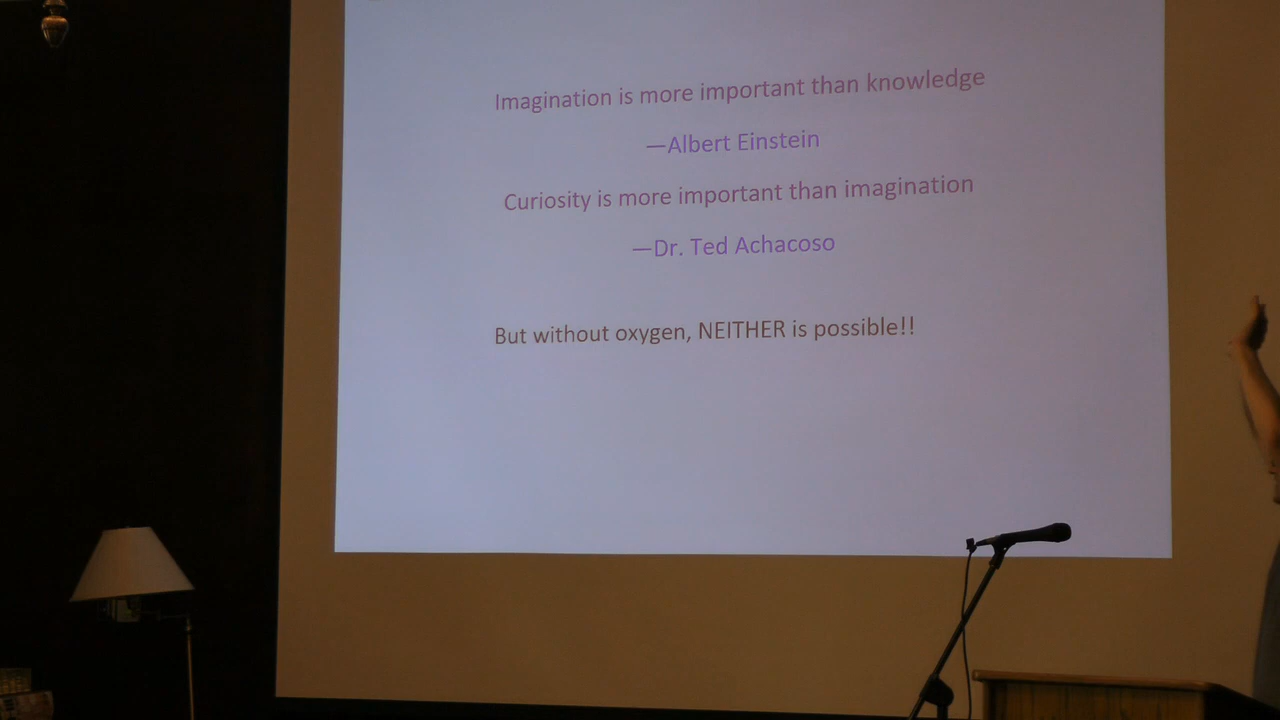 Imagination is more important than knowledge
—Albert Einstein
Curiosity is more important than imagination
—Dr. Ted Achacoso
But without oxygen, NEITHER is possible!!